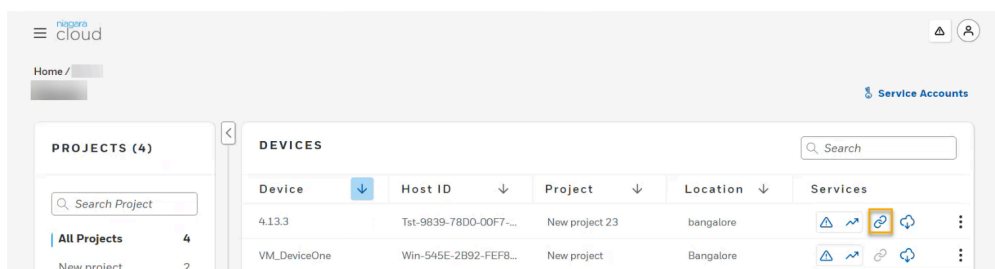 niagara
cloud
Home /
Service Accounts
PROJECTS (4)
Search Project
All Projects 4
New project 2
DEVICES
Search
Device Host ID Project Location Services
4.13.3 Tst-9839-78D0-00F7-... New project 23 bangalore
VM_DeviceOne Win-545E-2B92-FEF8... New project Bangalore